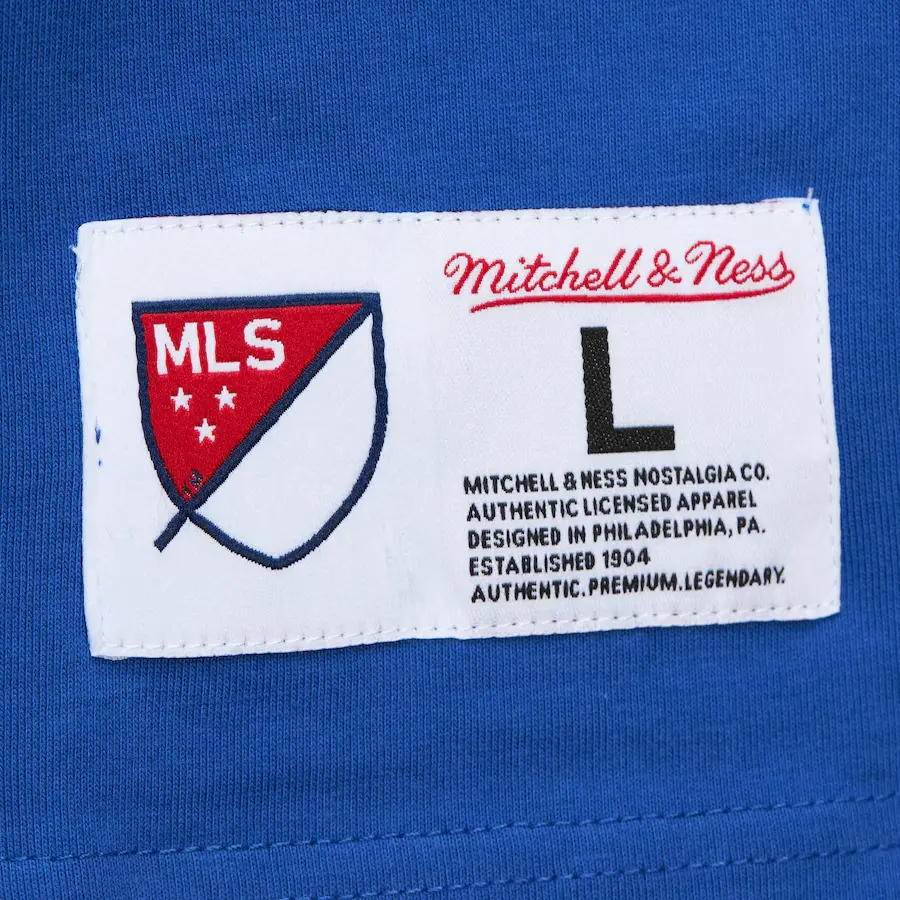 MLS
Mitchell & Ness
L
MITCHELL & NESS NOSTALGIA CO.
AUTHENTIC LICENSED APPAREL
DESIGNED IN PHILADELPHIA, PA.
ESTABLISHED 1904
AUTHENTIC.PREMIUM.LEGENDARY.